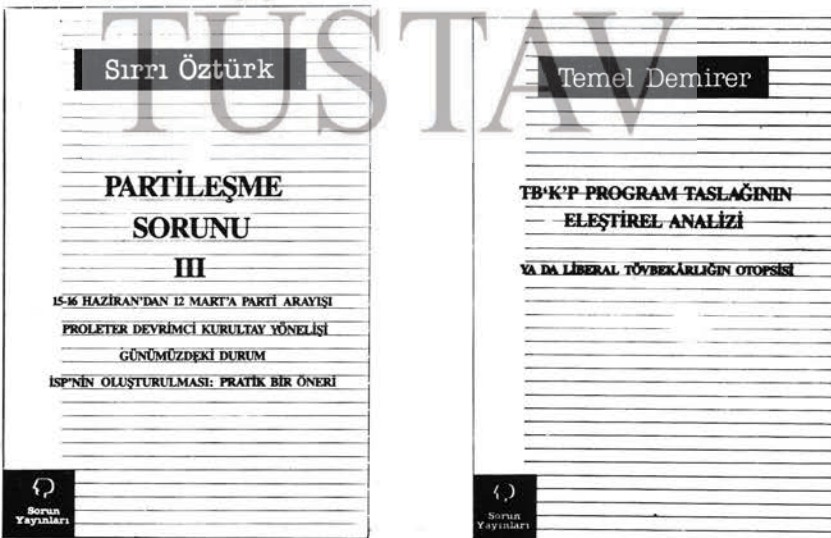 TUSTAV
Sırrı Öztürk
PARTİLEŞME
SORUNU
III
15-16 HAZİRAN'DAN 12 MART'A PARTİ ARAYIŞI
PROLETER DEVRİMCİ KURULTAY YÖNELİŞİ
GÜNÜMÜZDEKİ DURUM
İSP'NİN OLUŞTURULMASI: PRATİK BİR ÖNERİ
Sorun
Yayınları
Temel Demirer
TB'K'P PROGRAM TASLAĞININ
ELEŞTİREL ANALİZİ
YA DA LİBERAL TÖVBEKÂRLIĞIN OTOPSİSİ
Sorun
Yayınları